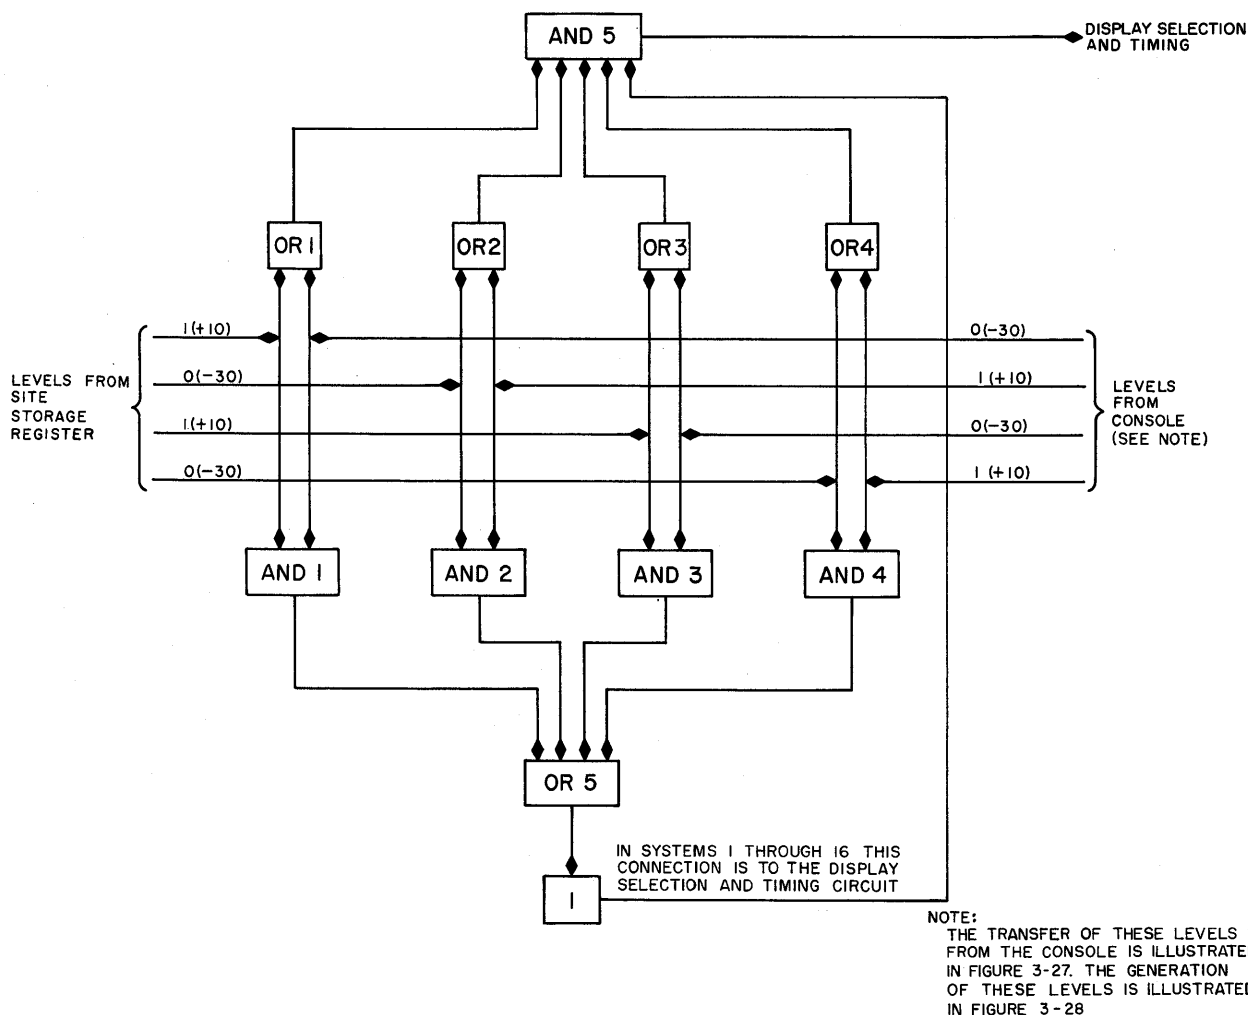 AND 5
DISPLAY SELECTION
AND TIMING
OR 1
OR2
OR3
OR4
1(+10)
0(-30)
0(-30)
1(+10)
1(+10)
0(-30)
0(-30)
1(+10)
LEVELS FROM
SITE
STORAGE
REGISTER
LEVELS
FROM
CONSOLE
(SEE NOTE)
AND 1
AND 2
AND 3
AND 4
OR 5
IN SYSTEMS 1 THROUGH 16 THIS
CONNECTION IS TO THE DISPLAY
SELECTION AND TIMING CIRCUIT
I
NOTE:
THE TRANSFER OF THESE LEVELS
FROM THE CONSOLE IS ILLUSTRATE
IN FIGURE 3-27. THE GENERATION
OF THESE LEVELS IS ILLUSTRATED
IN FIGURE 3-28